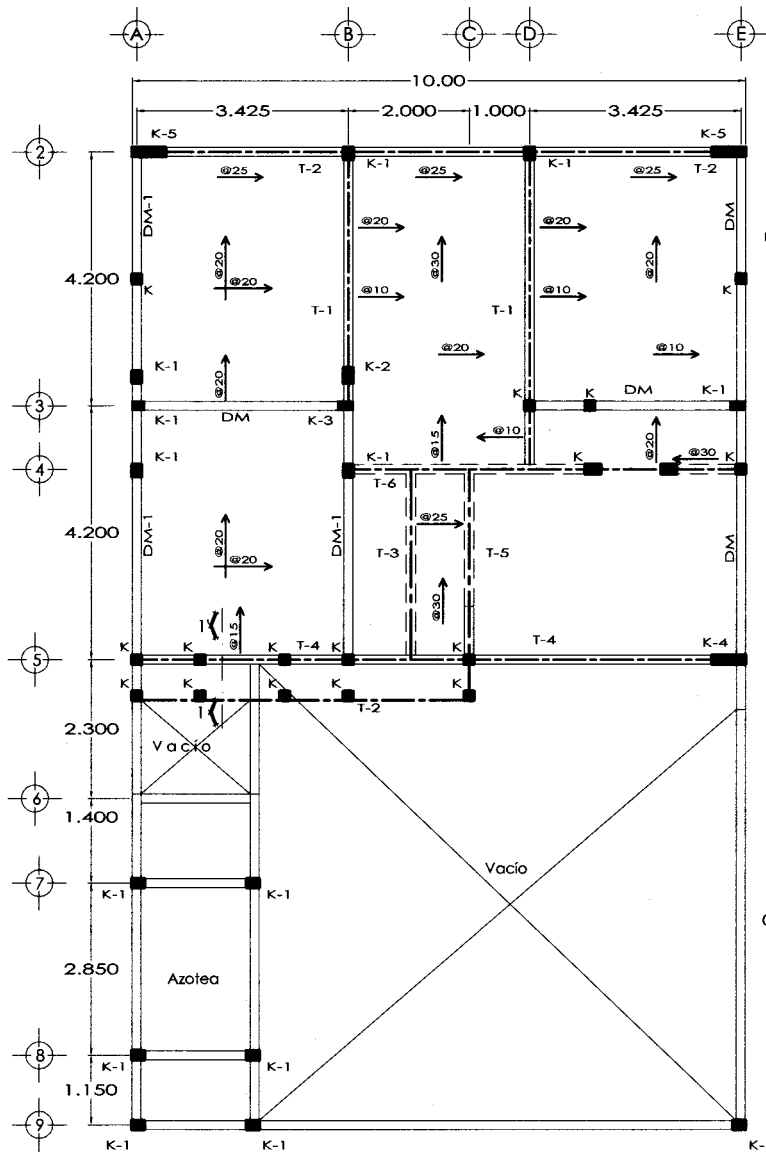 A B C D E
10.00
3.425 2.000 1.000 3.425
K-5 K-5
2 T-2 K-1 K-1 T-2
@25 @25 @25
DM-1 DM
@20 @20
@20 @30 @20
4.200 @20
K K
@10 @10
T-1 T-1
@20 @10
K-1 K-2
@20 K K DM K-1
3 K-1 DM K-3
@15 @10 @20 @30
K-1 K-1 K
4 T-6
@25
4.200 DM-1 @20 @20 DM-1 T-3 T-5 DM
@30
1 @15
K K K T-4 K K T-4 K-4
5
K K K K K
1 T-2
2.300 Vacío
6
1.400
Vacío
7
K-1 K-1
2.850 Azotea
8
K-1 K-1
1.150
9
K-1 K-1 K-